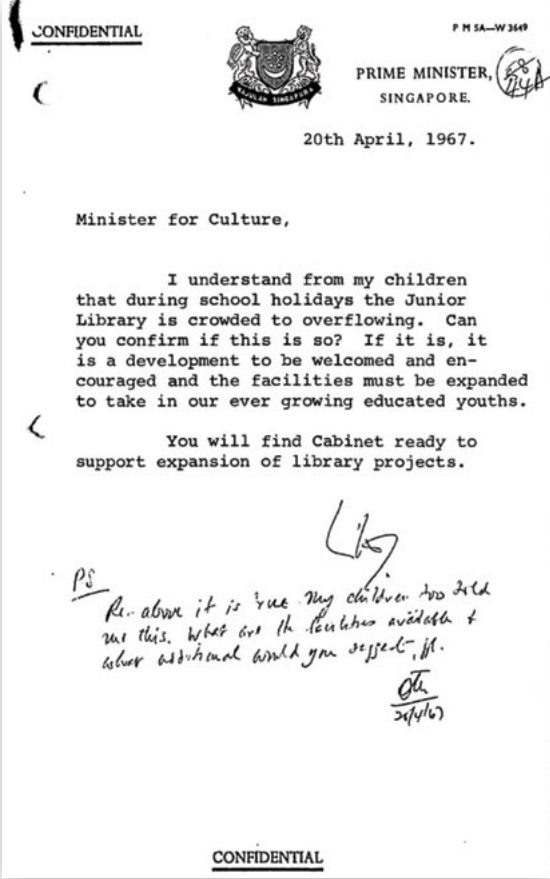 CONFIDENTIAL
P M 5A—W 3649
MAJULAH SINGAPURA
PRIME MINISTER,
SINGAPORE.
20th April, 1967.
Minister for Culture,
I understand from my children
that during school holidays the Junior
Library is crowded to overflowing. Can
you confirm if this is so? If it is, it
is a development to be welcomed and en-
couraged and the facilities must be expanded
to take in our ever growing educated youths.
You will find Cabinet ready to
support expansion of library projects.
PS
Re. above it is true my children too told
me this. What are the facilities available &
what additional would you suggest
CONFIDENTIAL